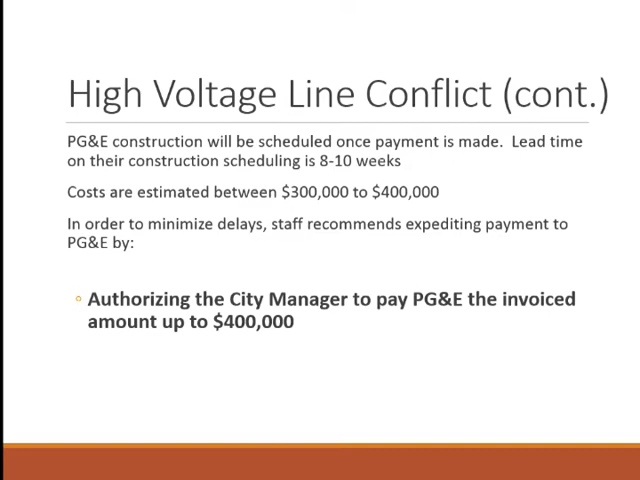 High Voltage Line Conflict (cont.)
PG&E construction will be scheduled once payment is made.  Lead time
on their construction scheduling is 8-10 weeks
Costs are estimated between $300,000 to $400,000
In order to minimize delays, staff recommends expediting payment to
PG&E by:
◦ Authorizing the City Manager to pay PG&E the invoiced
amount up to $400,000